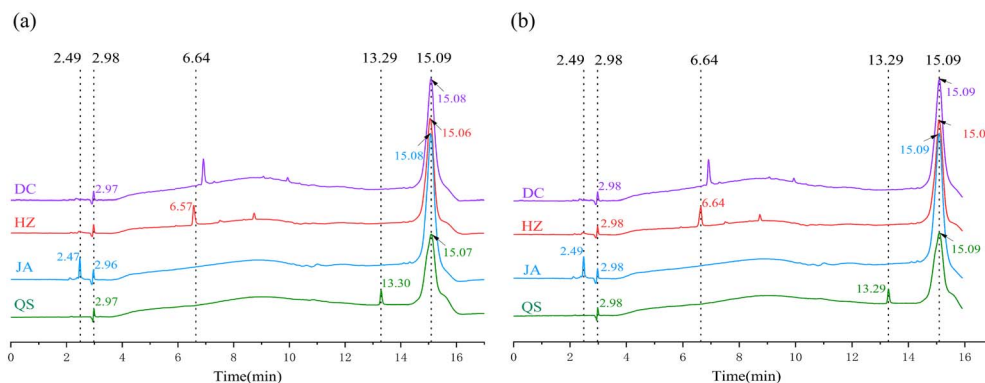 (a)
2.49 2.98 6.64 13.29 15.09
15.08
15.06
15.08
DC 2.97
6.57
HZ
2.47 15.07
JA 2.96
13.30
QS 2.97
0 2 4 6 8 10 12 14 16
Time(min)
(b)
2.49 2.98 6.64 13.29 15.09
15.09
15.0
15.09
DC 2.98
6.64
HZ 2.98
2.49 15.09
JA 2.98
13.29
QS 2.98
0 2 4 6 8 10 12 14 16
Time(min)